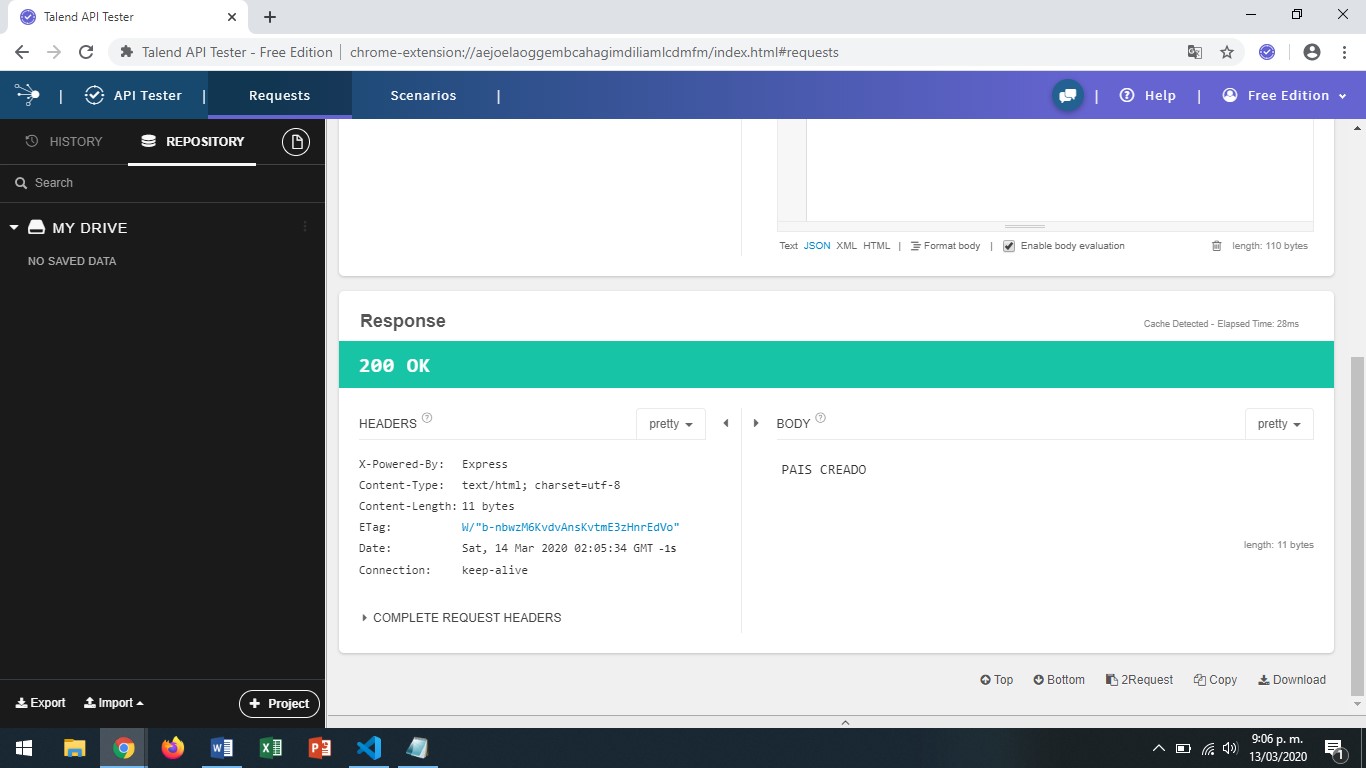 Talend API Tester
Talend API Tester - Free Edition | chrome-extension://aejoelaoggembcahagimdiliamlcdmfm/index.html#requests
| API Tester | Requests Scenarios | | Help | Free Edition
HISTORY REPOSITORY
Search
MY DRIVE
NO SAVED DATA
Text JSON XML HTML | Format body | Enable body evaluation length: 110 bytes
Response
Cache Detected - Elapsed Time: 28ms
200 OK
HEADERS ? pretty
X-Powered-By: Express
Content-Type: text/html; charset=utf-8
Content-Length: 11 bytes
ETag: W/"b-nbwzM6KvdvAnsKvtmE3zHnrEdVo"
Date: Sat, 14 Mar 2020 02:05:34 GMT -1s
Connection: keep-alive
COMPLETE REQUEST HEADERS
BODY ? pretty
PAIS CREADO
length: 11 bytes
Top Bottom 2Request Copy Download
Export Import + Project
9:06 p. m.
13/03/2020
1